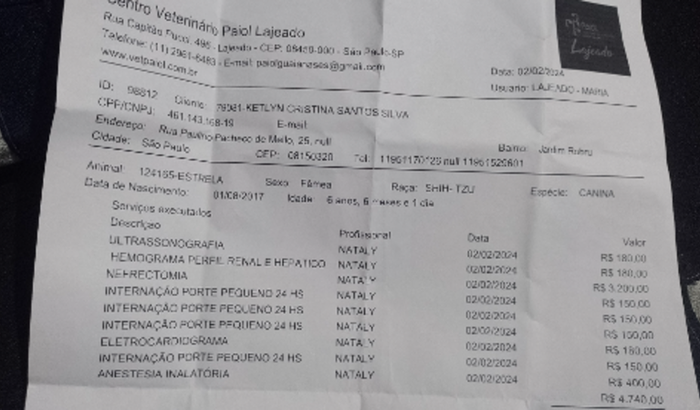 Centro Veterinário Paiol Lajeado
Rua Capitão Pucci, 495 - Lajeado - CEP: 08450-000 - São Paulo-SP
Telefone: (11) 2961-6483 - E-mail: paiolguaianases@gmail.com
www.vetpaiol.com.br
Lajeado
Data: 02/02/2024
Usuario: LAJEADO - MARIA
ID: 98812 Cliente: 79081-KETLYN CRISTINA SANTOS SILVA
CPF/CNPJ: 461.143.168-19 E-mail:
Endereço: Rua Paulino Pacheco de Mello, 25, null Bairro: Jardim
Cidade: São Paulo CEP: 08150320 Tel: null 11951529601
Animal: 124165-ESTRELA Sexo: Fêmea Raça: SHIH-TZU Espécie: CANINA
Data de Nascimento: 01/08/2017 Idade: 6 anos, 6 meses e 1 dia
Serviços executados
Descrição Profissional Data Valor
ULTRASSONOGRAFIA NATALY 02/02/2024 R$ 180,00
HEMOGRAMA PERFIL RENAL E HEPATICO NATALY 02/02/2024 R$ 180,00
NEFRECTOMIA NATALY 02/02/2024 R$ 3.200,00
INTERNAÇÃO PORTE PEQUENO 24 HS NATALY 02/02/2024 R$ 150,00
INTERNAÇÃO PORTE PEQUENO 24 HS NATALY 02/02/2024 R$ 150,00
INTERNAÇÃO PORTE PEQUENO 24 HS NATALY 02/02/2024 R$ 150,00
ELETROCARDIOGRAMA NATALY 02/02/2024 R$ 180,00
INTERNAÇÃO PORTE PEQUENO 24 HS NATALY 02/02/2024 R$ 150,00
ANESTESIA INALATÓRIA NATALY 02/02/2024 R$ 400,00
R$ 4.740,00